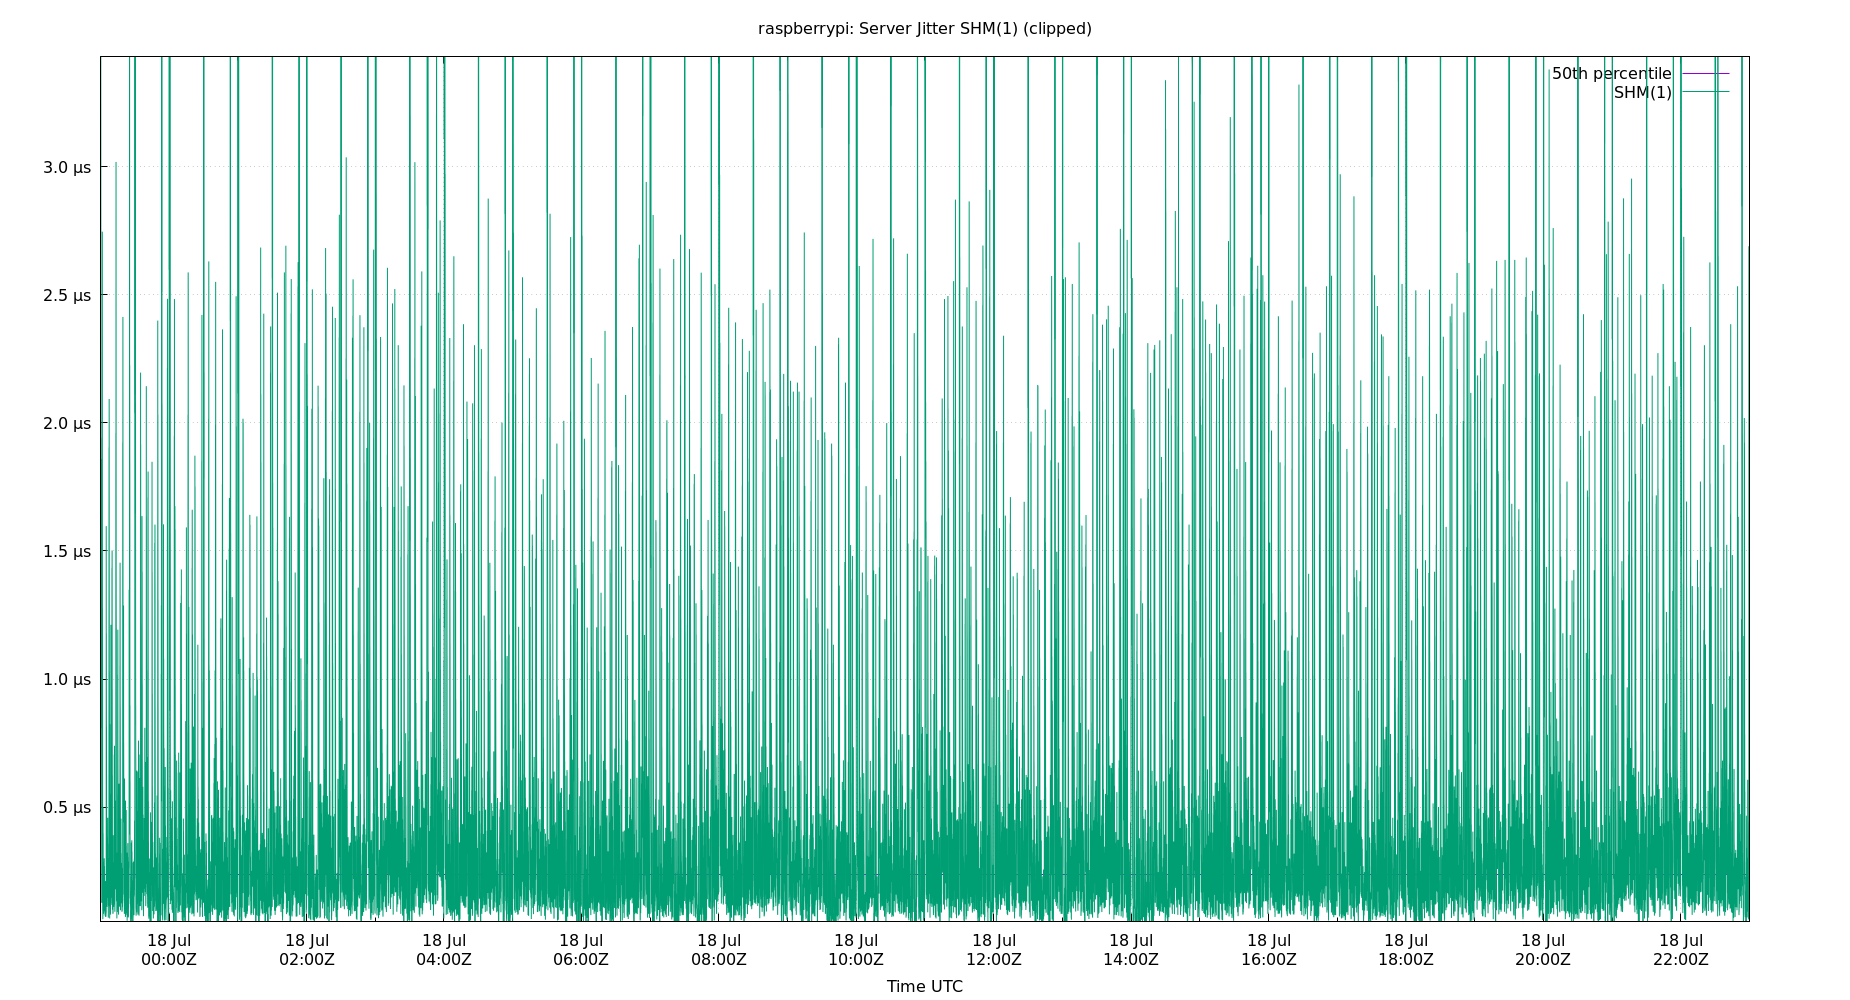 raspberrypi: Server Jitter SHM(1) (clipped)
50th percentile
SHM(1)
3.0 µs
2.5 µs
2.0 µs
1.5 µs
1.0 µs
0.5 µs
18 Jul 18 Jul 18 Jul 18 Jul 18 Jul 18 Jul 18 Jul 18 Jul 18 Jul 18 Jul 18 Jul 18 Jul
00:00Z 02:00Z 04:00Z 06:00Z 08:00Z 10:00Z 12:00Z 14:00Z 16:00Z 18:00Z 20:00Z 22:00Z
Time UTC